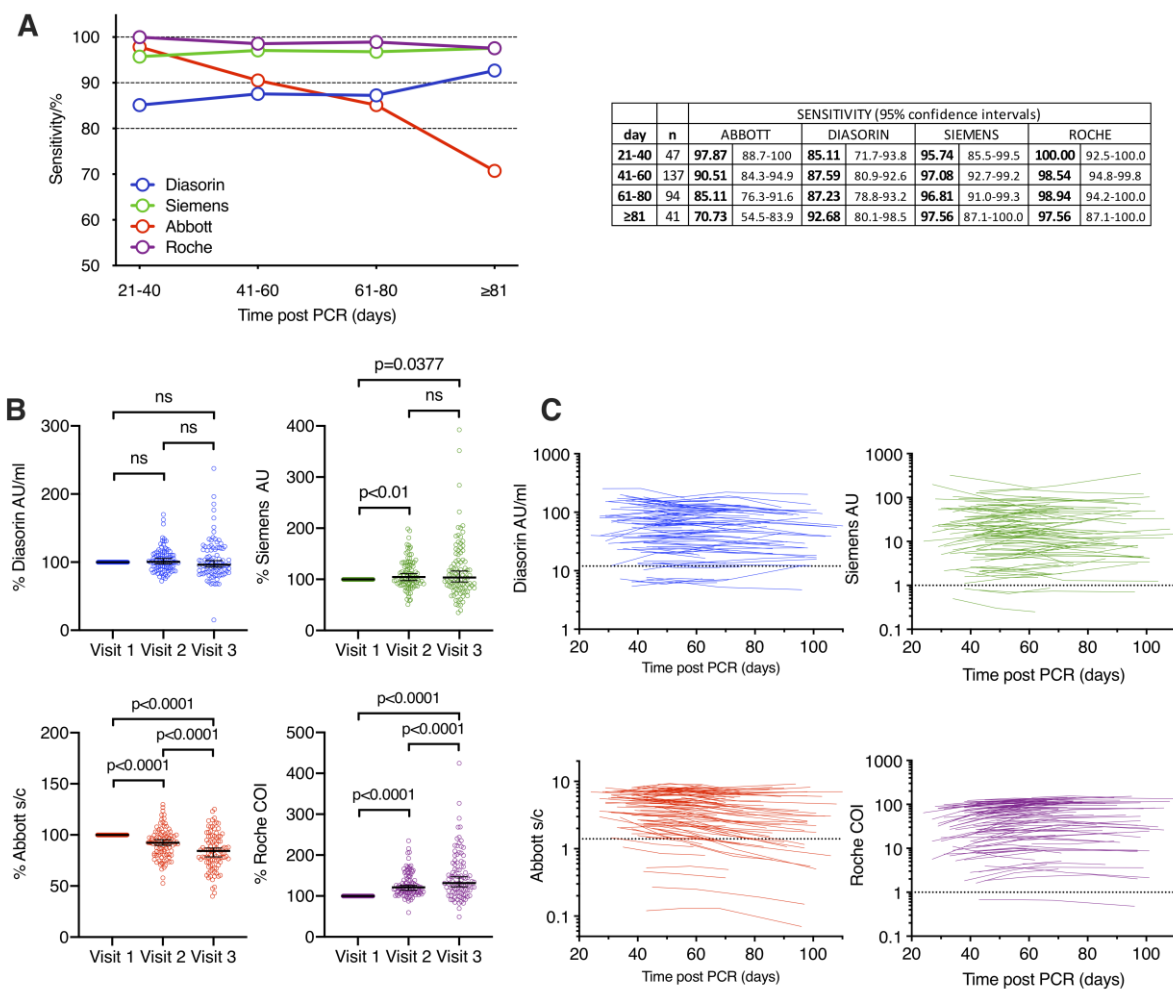 A
Sensitivity/%
100
90
80
70
60
50
Diasorin
Siemens
Abbott
Roche
21-40 41-60 61-80 ≥81
Time post PCR (days)
SENSITIVITY (95% confidence intervals)
day n ABBOTT DIASORIN SIEMENS ROCHE
21-40 47 97.87 88.7-100 85.11 71.7-93.8 95.74 85.5-99.5 100.00 92.5-100.0
41-60 137 90.51 84.3-94.9 87.59 80.9-92.6 97.08 92.7-99.2 98.54 94.8-99.8
61-80 94 85.11 76.3-91.6 87.23 78.8-93.2 96.81 91.0-99.3 98.94 94.2-100.0
≥81 41 70.73 54.5-83.9 92.68 80.1-98.5 97.56 87.1-100.0 97.56 87.1-100.0
B
% Diasorin AU/ml
300
200
100
0
ns
ns
ns
Visit 1 Visit 2 Visit 3
% Siemens AU
400
300
200
100
0
p=0.0377
ns
p<0.01
Visit 1 Visit 2 Visit 3
% Abbott s/c
200
150
100
50
0
p<0.0001
p<0.0001
p<0.0001
Visit 1 Visit 2 Visit 3
% Roche COI
500
400
300
200
100
0
p<0.0001
p<0.0001
p<0.0001
Visit 1 Visit 2 Visit 3
C
Diasorin AU/ml
1000
100
10
1
20 40 60 80 100
Time post PCR (days)
Siemens AU
1000
100
10
1
0.1
20 40 60 80 100
Time post PCR (days)
Abbott s/c
10
1
0.1
20 40 60 80 100
Time post PCR (days)
Roche COI
1000
100
10
1
0.1
20 40 60 80 100
Time post PCR (days)